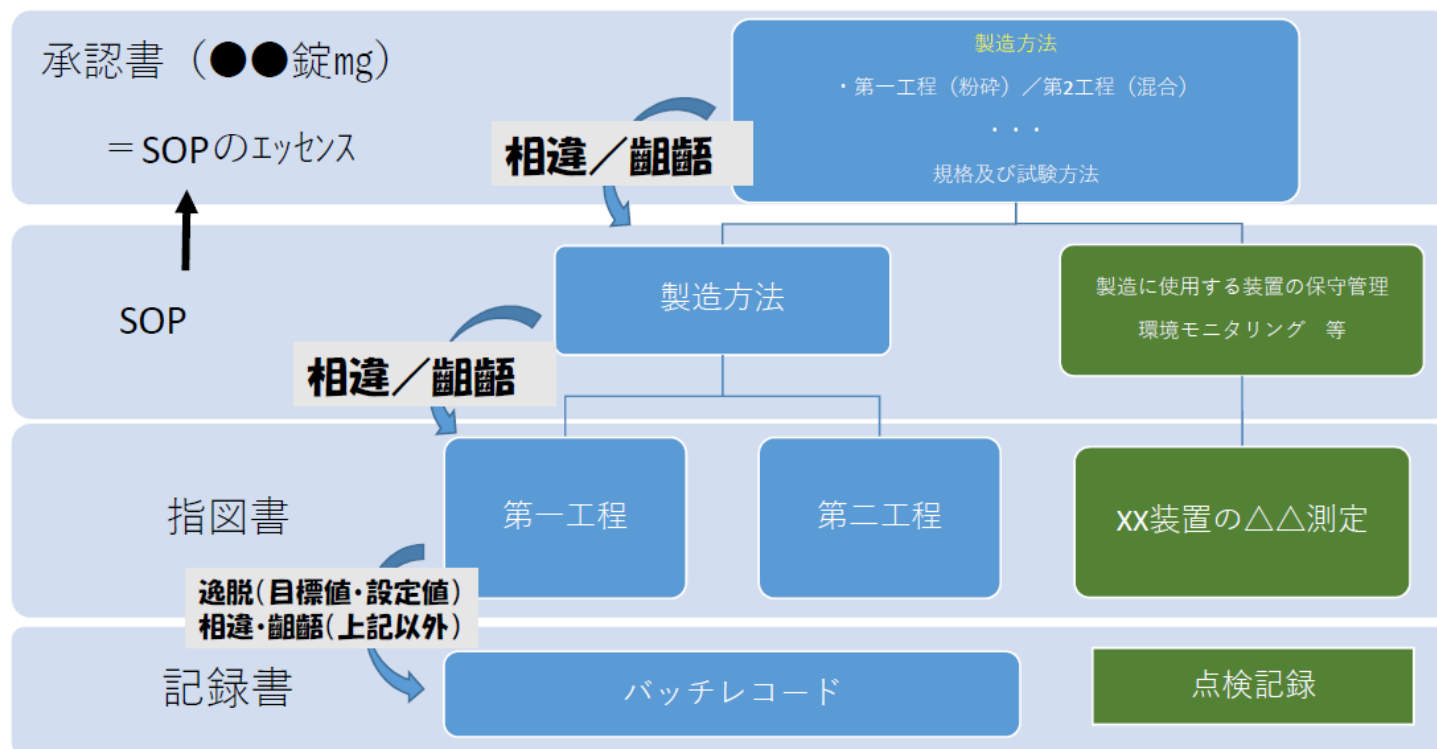 承認書（●●錠㎎）
＝SOPのｴｯｾﾝｽ
製造方法
・第一工程（粉砕）／第2工程（混合）
・・・
規格及び試験方法
相違／齟齬
SOP
製造方法
製造に使用する装置の保守管理
環境モニタリング　等
相違／齟齬
指図書
第一工程
第二工程
XX装置の△△測定
逸脱(目標値・設定値)
相違・齟齬(上記以外)
記録書
バッチレコード
点検記録